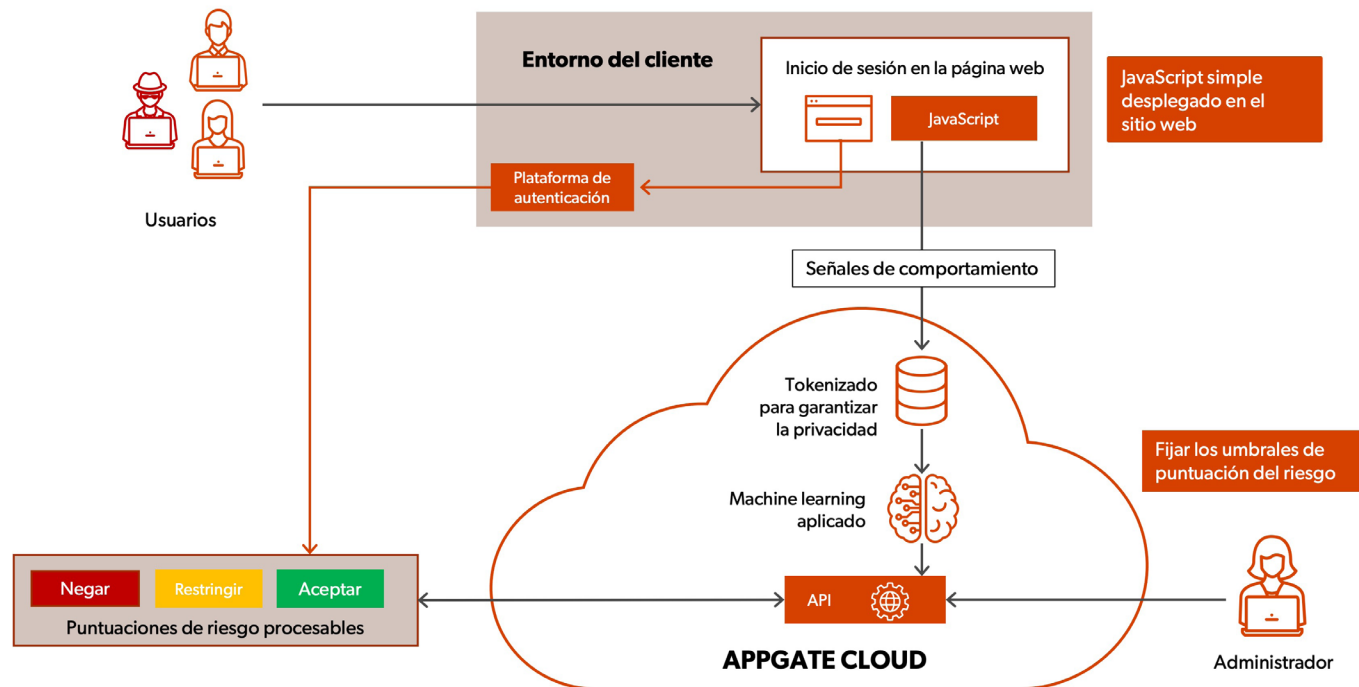 Entorno del cliente
Inicio de sesión en la página web
JavaScript
JavaScript simple
desplegado en el
sitio web
Plataforma de
autenticación
Usuarios
Señales de comportamiento
Tokenizado
para garantizar
la privacidad
Machine learning
aplicado
Fijar los umbrales de
puntuación del riesgo
Negar
Restringir
Aceptar
Puntuaciones de riesgo procesables
API
APPGATE CLOUD
Administrador